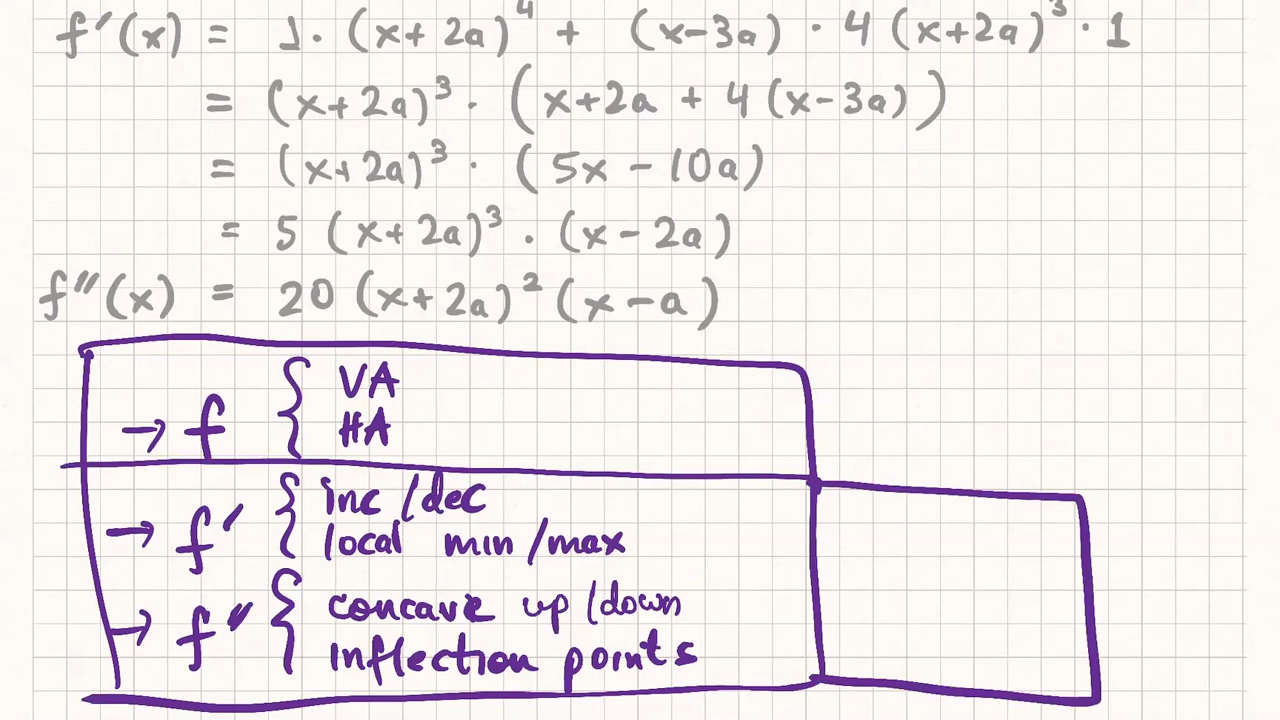 f'(x) = 1· (x+2a)⁴ + (x-3a) · 4 (x+2a)³ · 1
= (x+2a)³ · (x+2a + 4(x-3a))
= (x+2a)³ · (5x - 10a)
= 5 (x+2a)³ · (x-2a)
f''(x) = 20 (x+2a)² (x-a)
VA
→ f { HA
inc/dec
→ f' { local min/max
→ f'' { concave up/down
inflection points